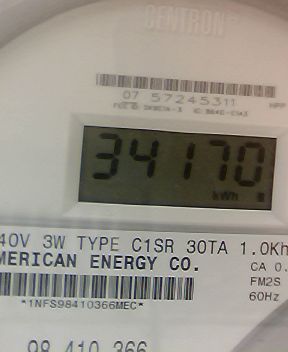 CENTRON®
07 57245311
34170
kWh
40V 3W TYPE C1SR 30TA 1.0Kh
MERICAN ENERGY CO.
CA 0.
FM2S
60Hz
*1NFS98410366MEC*
98 410 366